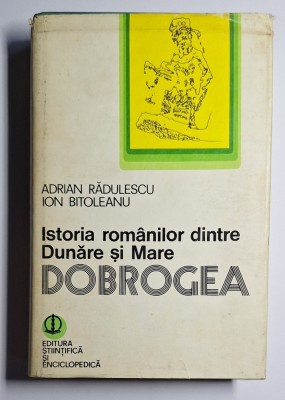 ADRIAN RĂDULESCU
ION BITOLEANU
Istoria românilor dintre
Dunăre și Mare
DOBROGEA
EDITURA
ȘTIINȚIFICĂ
ȘI
ENCICLOPEDICĂ